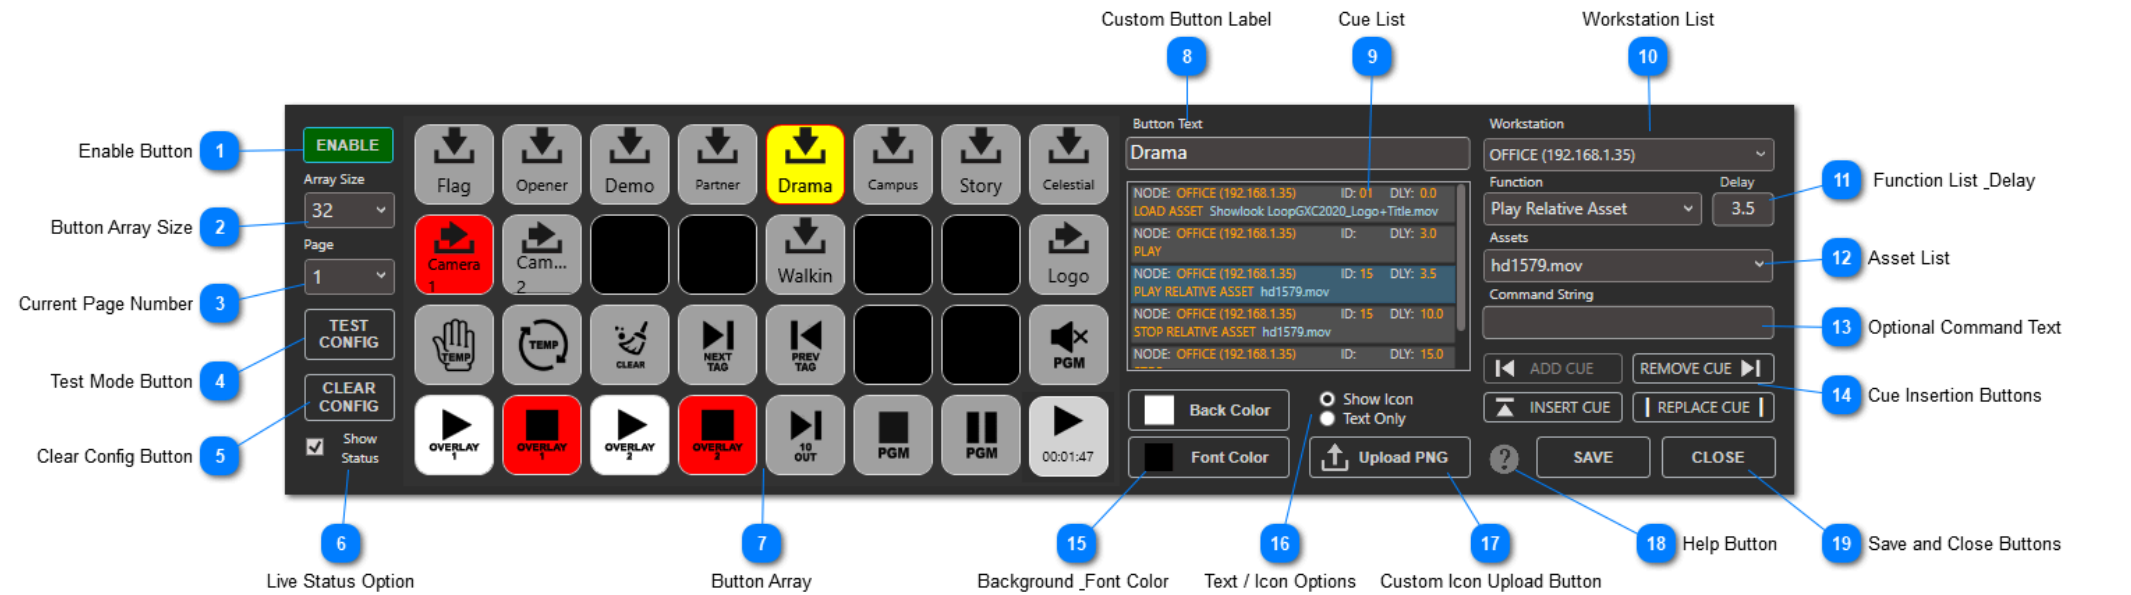 Custom Button Label
Cue List
Workstation List
8
9
10
Enable Button
1
Button Array Size
2
Current Page Number
3
Test Mode Button
4
Clear Config Button
5
ENABLE
Array Size
32
Page
1
TEST
CONFIG
CLEAR
CONFIG
Show
Status
Flag
Opener
Demo
Partner
Drama
Campus
Story
Celestial
Camera
1
Cam...
2
Walkin
Logo
TEMP
TEMP
CLEAR
NEXT
TAG
PREV
TAG
PGM
OVERLAY
1
OVERLAY
1
OVERLAY
2
OVERLAY
2
10
OUT
PGM
PGM
00:01:47
Button Text
Drama
NODE: OFFICE (192.168.1.35) ID: 01 DLY: 0.0
LOAD ASSET Showlook LoopGXC2020_Logo+Title.mov
NODE: OFFICE (192.168.1.35) ID: DLY: 3.0
PLAY
NODE: OFFICE (192.168.1.35) ID: 15 DLY: 3.5
PLAY RELATIVE ASSET hd1579.mov
NODE: OFFICE (192.168.1.35) ID: 15 DLY: 10.0
STOP RELATIVE ASSET hd1579.mov
NODE: OFFICE (192.168.1.35) ID: DLY: 15.0
Back Color
Font Color
Show Icon
Text Only
Upload PNG
Workstation
OFFICE (192.168.1.35)
Function
Delay
Play Relative Asset
3.5
Assets
hd1579.mov
Command String
ADD CUE
REMOVE CUE
INSERT CUE
REPLACE CUE
?
SAVE
CLOSE
11
Function List _Delay
12
Asset List
13
Optional Command Text
14
Cue Insertion Buttons
6
Live Status Option
7
Button Array
15
Background _Font Color
16
Text / Icon Options
17
Custom Icon Upload Button
18
Help Button
19
Save and Close Buttons